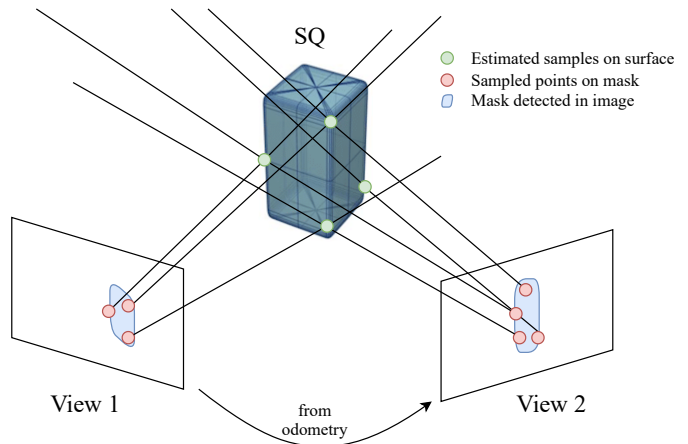 SQ
Estimated samples on surface
Sampled points on mask
Mask detected in image
View 1
from
odometry
View 2